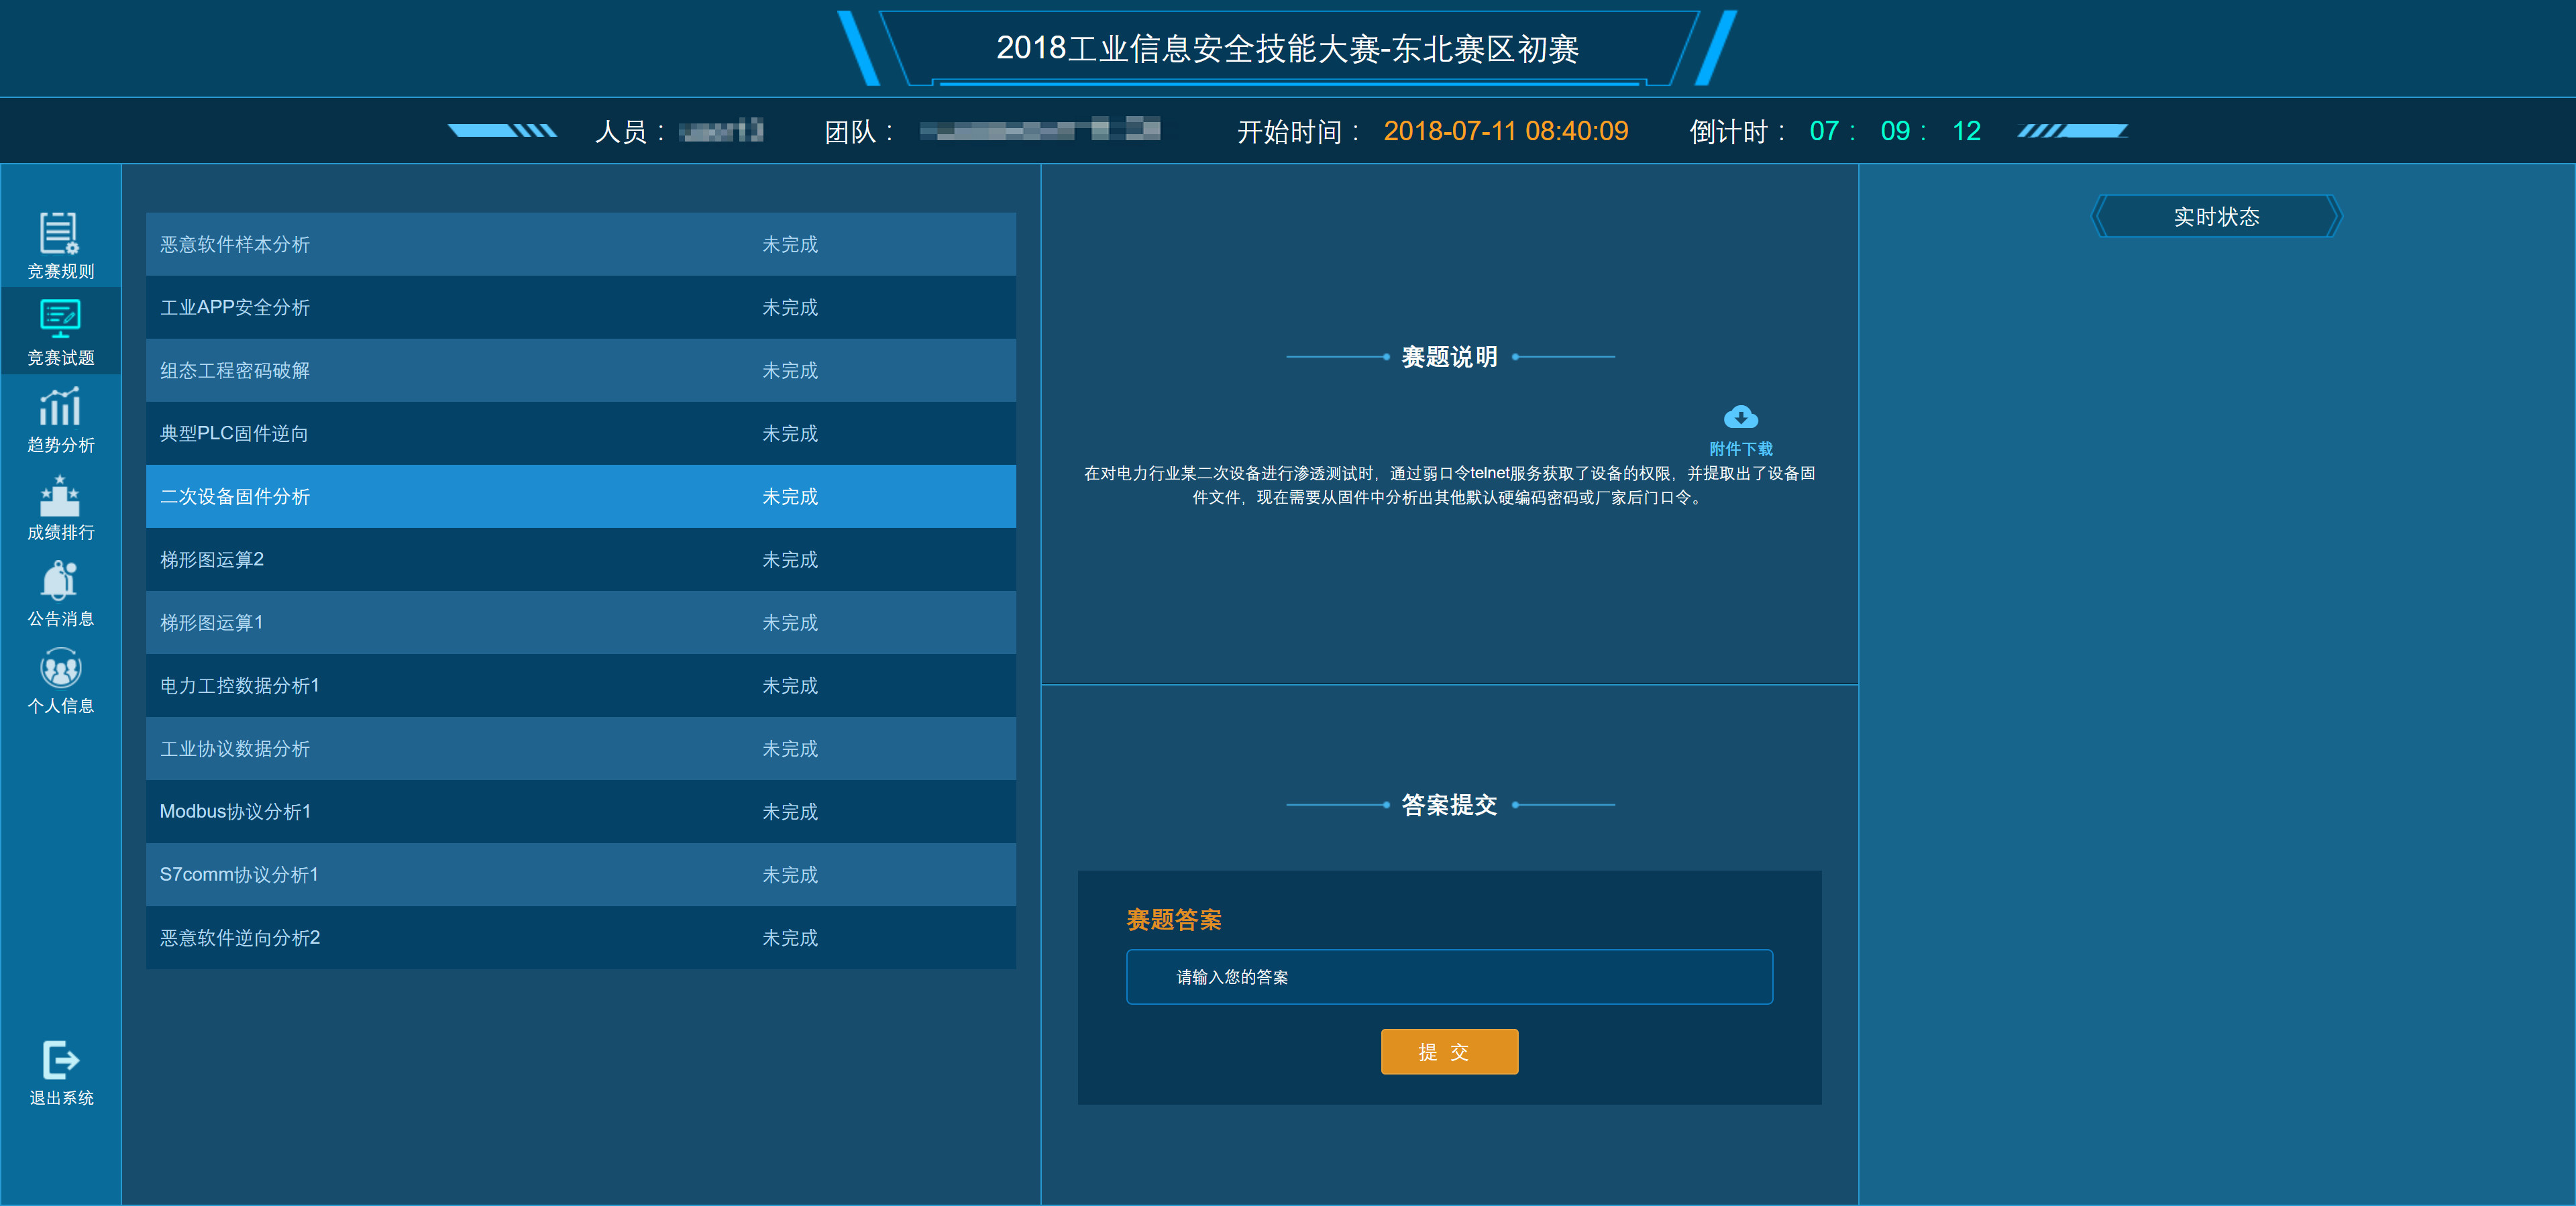 2018工业信息安全技能大赛-东北赛区初赛
人员： 团队： 开始时间： 2018-07-11 08:40:09 倒计时： 07： 09： 12
竞赛规则
竞赛试题
趋势分析
成绩排行
公告消息
个人信息
退出系统
恶意软件样本分析 未完成
工业APP安全分析 未完成
组态工程密码破解 未完成
典型PLC固件逆向 未完成
二次设备固件分析 未完成
梯形图运算2 未完成
梯形图运算1 未完成
电力工控数据分析1 未完成
工业协议数据分析 未完成
Modbus协议分析1 未完成
S7comm协议分析1 未完成
恶意软件逆向分析2 未完成
赛题说明
附件下载
在对电力行业某二次设备进行渗透测试时，通过弱口令telnet服务获取了设备的权限，并提取出了设备固
件文件，现在需要从固件中分析出其他默认硬编码密码或厂家后门口令。
答案提交
赛题答案
请输入您的答案
提 交
实时状态